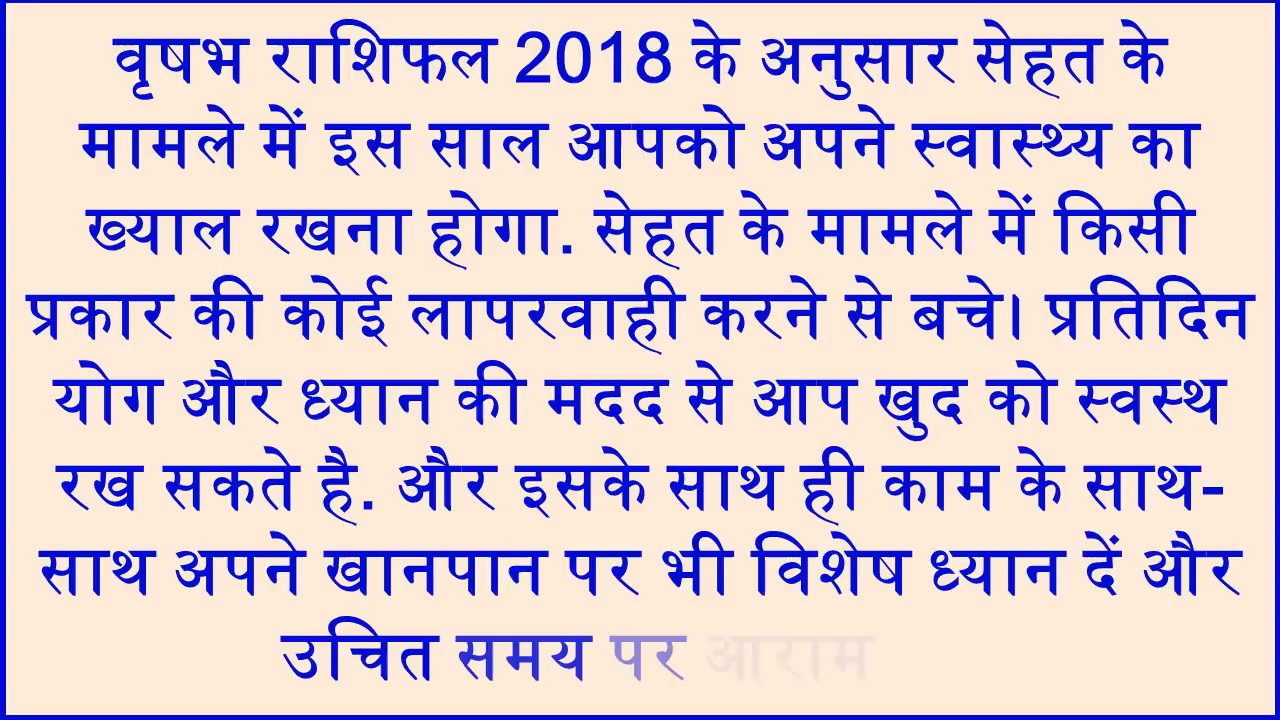 वृषभ राशिफल 2018 के अनुसार सेहत के
मामले में इस साल आपको अपने स्वास्थ्य का
ख्याल रखना होगा. सेहत के मामले में किसी
प्रकार की कोई लापरवाही करने से बचे। प्रतिदिन
योग और ध्यान की मदद से आप खुद को स्वस्थ
रख सकते है. और इसके साथ ही काम के साथ-
साथ अपने खानपान पर भी विशेष ध्यान दें और
उचित समय पर आराम